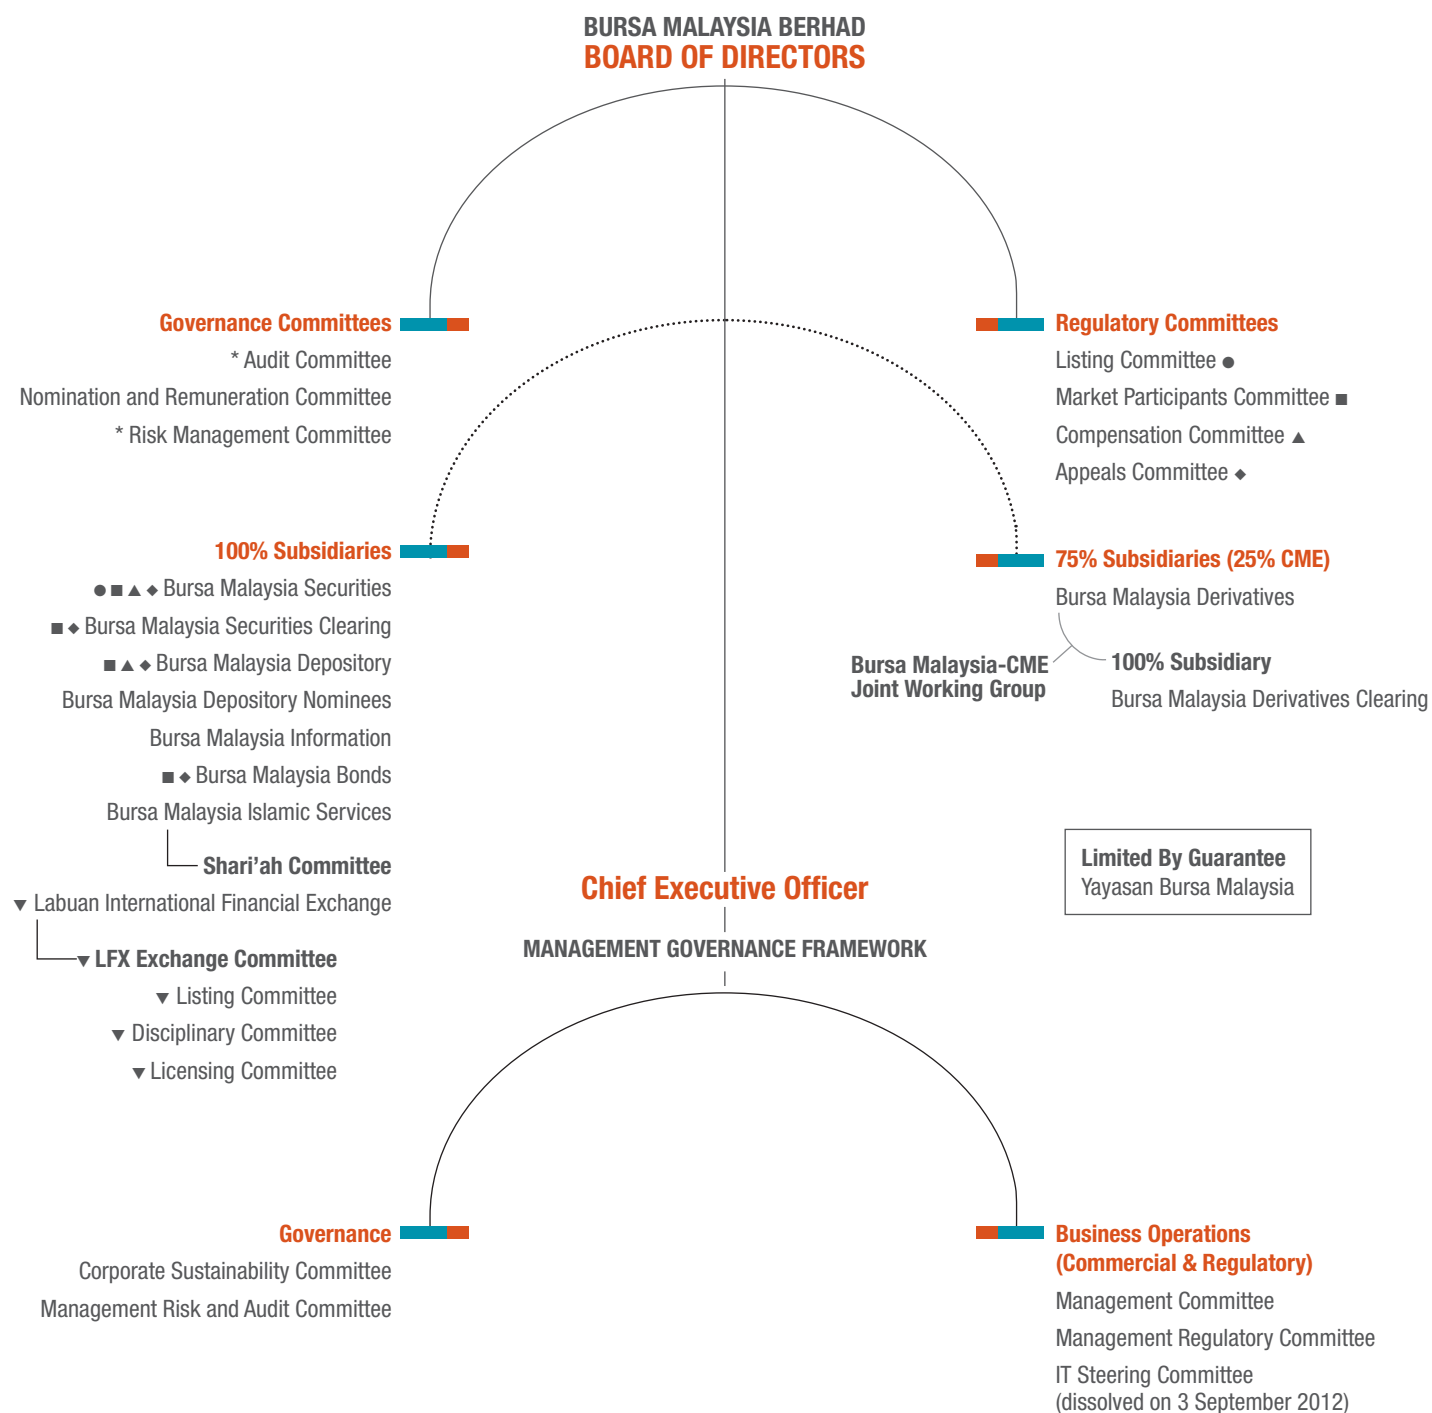 BURSA MALAYSIA BERHAD
BOARD OF DIRECTORS
Governance Committees
* Audit Committee
Nomination and Remuneration Committee
* Risk Management Committee
Regulatory Committees
Listing Committee ●
Market Participants Committee ■
Compensation Committee ▲
Appeals Committee ◆
100% Subsidiaries
● ■ ▲ ◆ Bursa Malaysia Securities
■ ◆ Bursa Malaysia Securities Clearing
■ ▲ ◆ Bursa Malaysia Depository
Bursa Malaysia Depository Nominees
Bursa Malaysia Information
■ ◆ Bursa Malaysia Bonds
Bursa Malaysia Islamic Services
Shari’ah Committee
▼ Labuan International Financial Exchange
▼ LFX Exchange Committee
▼ Listing Committee
▼ Disciplinary Committee
▼ Licensing Committee
75% Subsidiaries (25% CME)
Bursa Malaysia Derivatives
Bursa Malaysia-CME
Joint Working Group
100% Subsidiary
Bursa Malaysia Derivatives Clearing
Limited By Guarantee
Yayasan Bursa Malaysia
Chief Executive Officer
MANAGEMENT GOVERNANCE FRAMEWORK
Governance
Corporate Sustainability Committee
Management Risk and Audit Committee
Business Operations
(Commercial & Regulatory)
Management Committee
Management Regulatory Committee
IT Steering Committee
(dissolved on 3 September 2012)